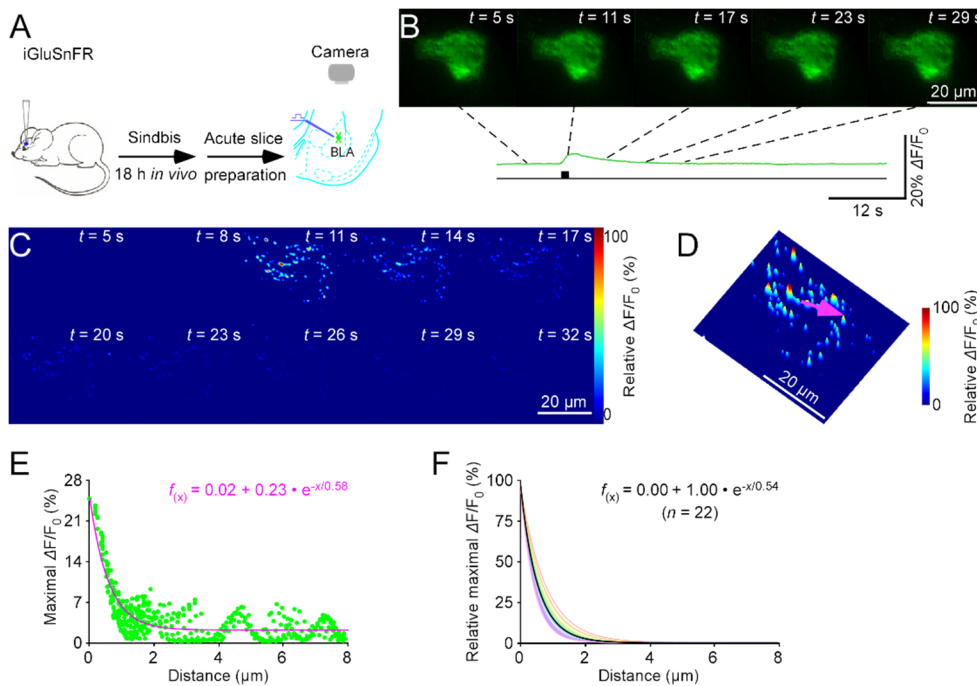 A
iGluSnFR
Camera
Sindbis
18 h in vivo
Acute slice
preparation
BLA
B
t = 5 s
t = 11 s
t = 17 s
t = 23 s
t = 29 s
20 μm
20% ΔF/F0
12 s
C
t = 5 s
t = 8 s
t = 11 s
t = 14 s
t = 17 s
t = 20 s
t = 23 s
t = 26 s
t = 29 s
t = 32 s
20 μm
100
0
Relative ΔF/F0 (%)
D
20 μm
100
0
Relative ΔF/F0 (%)
E
Maximal ΔF/F0 (%)
28
21
14
7
0
f(x) = 0.02 + 0.23 • e-x/0.58
0 2 4 6 8
Distance (μm)
F
Relative maximal ΔF/F0 (%)
100
75
50
25
0
f(x) = 0.00 + 1.00 • e-x/0.54
(n = 22)
0 2 4 6 8
Distance (μm)